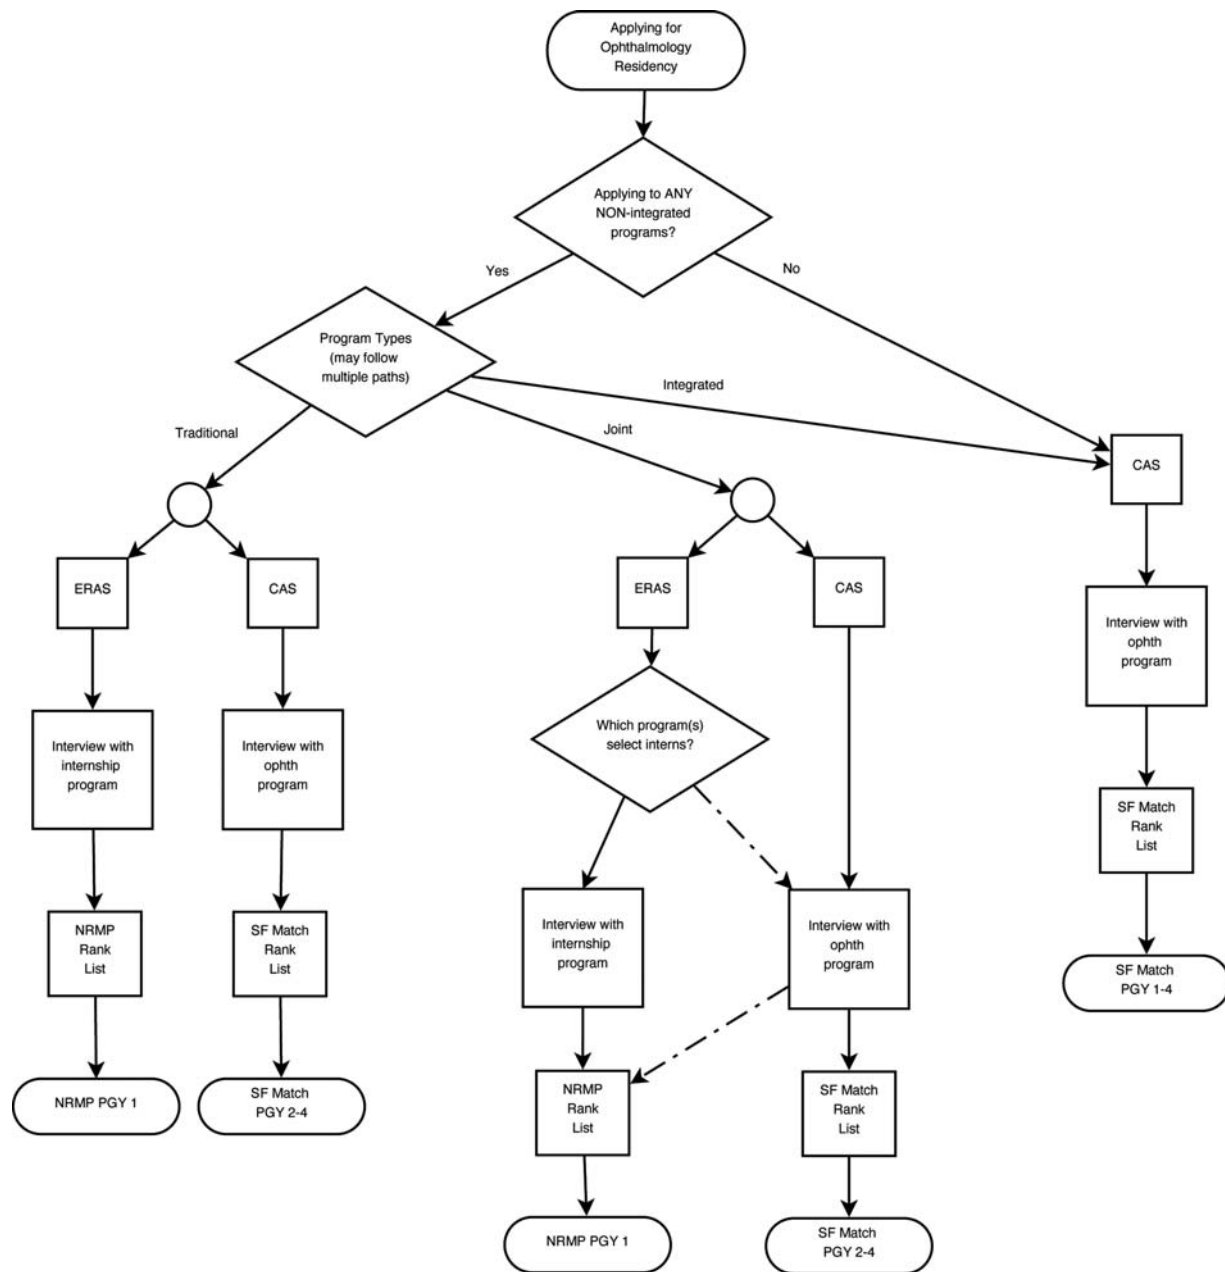 Applying for
Ophthalmology
Residency
Applying to ANY
NON-integrated
programs?
Yes
No
Program Types
(may follow
multiple paths)
Integrated
Traditional
Joint
CAS
ERAS
CAS
ERAS
CAS
Interview with
ophth
program
Which program(s)
select interns?
Interview with
internship
program
Interview with
ophth
program
SF Match
Rank
List
Interview with
internship
program
Interview with
ophth
program
NRMP
Rank
List
SF Match
Rank
List
SF Match
PGY 1-4
NRMP PGY 1
SF Match
PGY 2-4
NRMP
Rank
List
SF Match
Rank
List
NRMP PGY 1
SF Match
PGY 2-4